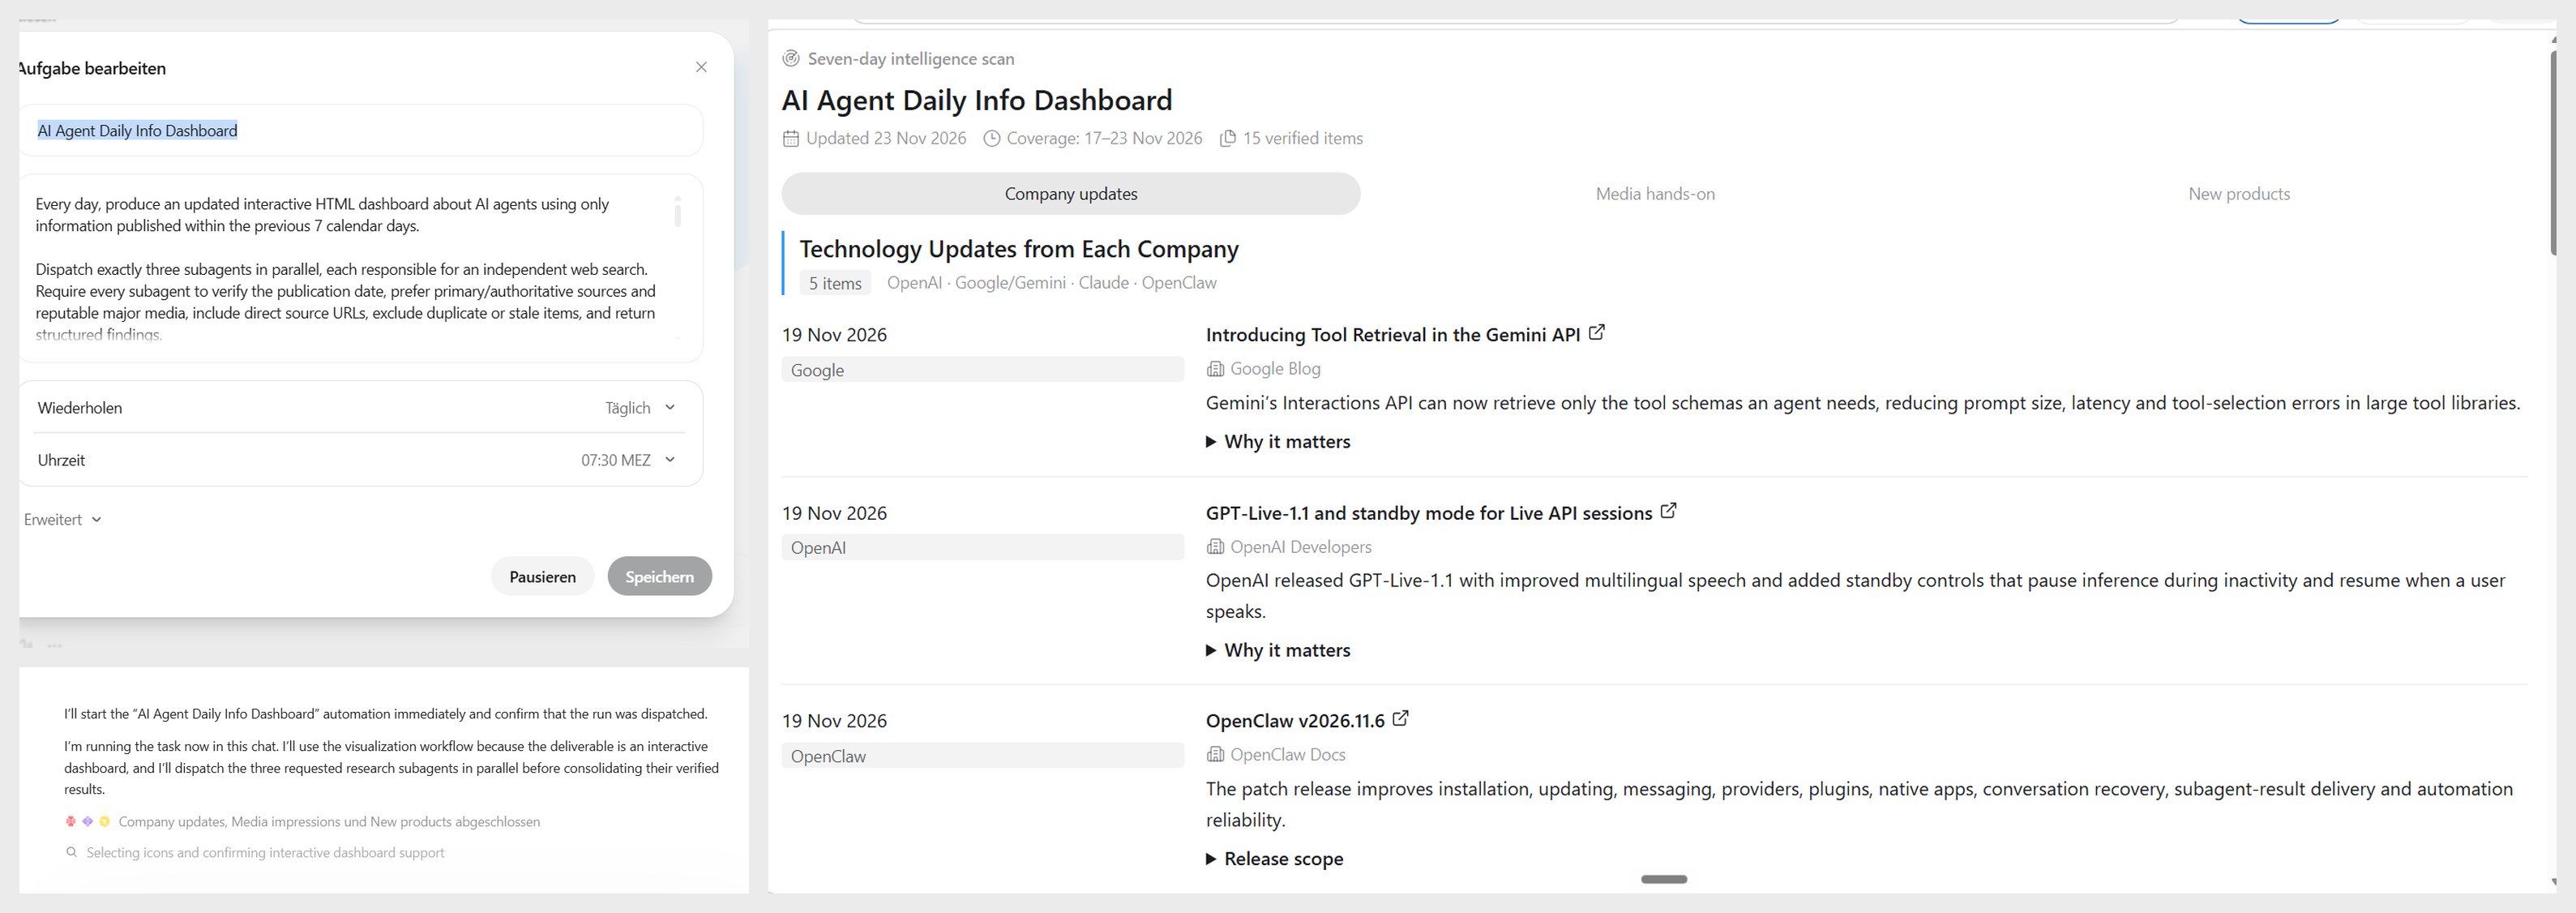 Aufgabe bearbeiten
AI Agent Daily Info Dashboard
Every day, produce an updated interactive HTML dashboard about AI agents using only
information published within the previous 7 calendar days.
Dispatch exactly three subagents in parallel, each responsible for an independent web search.
Require every subagent to verify the publication date, prefer primary/authoritative sources and
reputable major media, include direct source URLs, exclude duplicate or stale items, and return
structured findings.
Wiederholen
Täglich
Uhrzeit
07:30 MEZ
Erweitert
Pausieren
Speichern
I'll start the “AI Agent Daily Info Dashboard” automation immediately and confirm that the run was dispatched.
I'm running the task now in this chat. I'll use the visualization workflow because the deliverable is an interactive
dashboard, and I'll dispatch the three requested research subagents in parallel before consolidating their verified
results.
Company updates, Media impressions und New products abgeschlossen
Selecting icons and confirming interactive dashboard support
Seven-day intelligence scan
AI Agent Daily Info Dashboard
Updated 23 Nov 2026 Coverage: 17–23 Nov 2026 15 verified items
Company updates
Media hands-on
New products
Technology Updates from Each Company
5 items OpenAI · Google/Gemini · Claude · OpenClaw
19 Nov 2026
Google
Introducing Tool Retrieval in the Gemini API
Google Blog
Gemini's Interactions API can now retrieve only the tool schemas an agent needs, reducing prompt size, latency and tool-selection errors in large tool libraries.
Why it matters
19 Nov 2026
OpenAI
GPT-Live-1.1 and standby mode for Live API sessions
OpenAI Developers
OpenAI released GPT-Live-1.1 with improved multilingual speech and added standby controls that pause inference during inactivity and resume when a user
speaks.
Why it matters
19 Nov 2026
OpenClaw
OpenClaw v2026.11.6
OpenClaw Docs
The patch release improves installation, updating, messaging, providers, plugins, native apps, conversation recovery, subagent-result delivery and automation
reliability.
Release scope